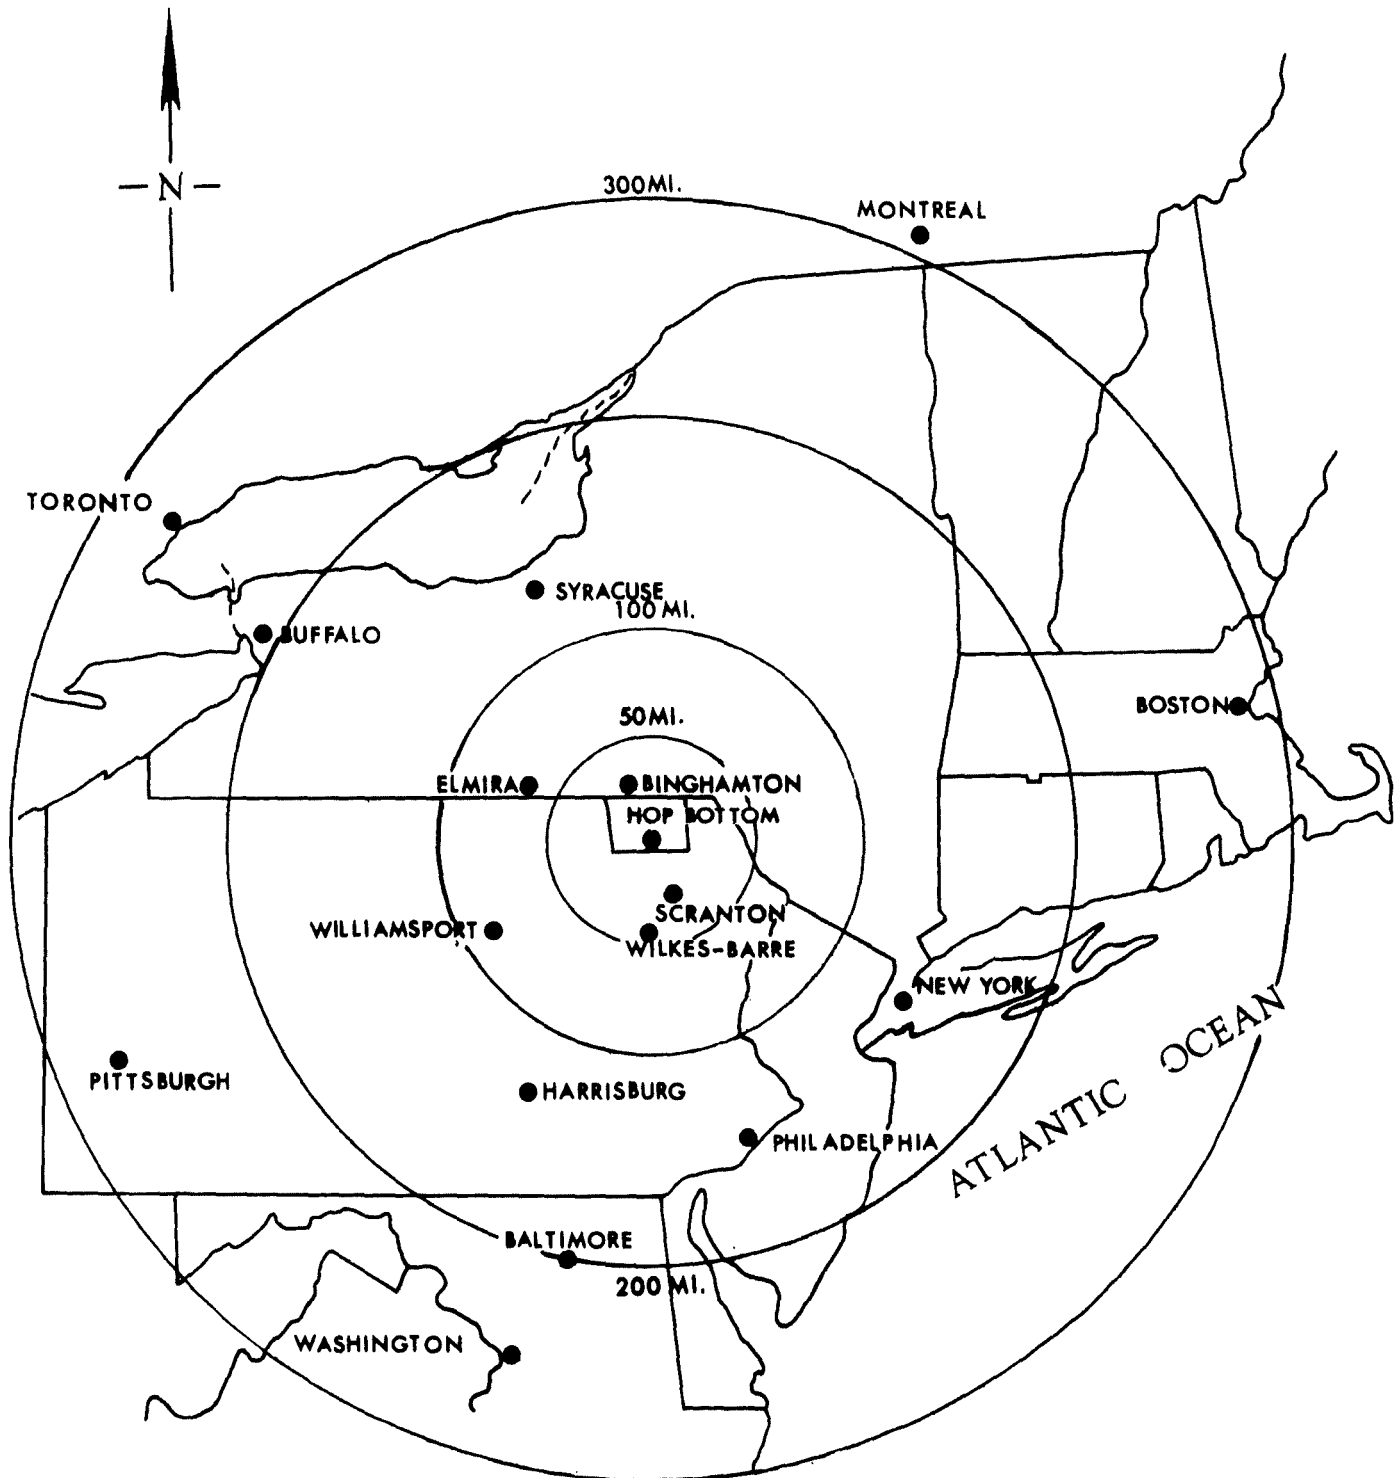 N
300MI.
MONTREAL
TORONTO
SYRACUSE
100 MI.
BUFFALO
BOSTON
50MI.
ELMIRA
BINGHAMTON
HOP BOTTOM
SCRANTON
WILLIAMSPORT
WILKES-BARRE
NEW YORK
ATLANTIC OCEAN
PITTSBURGH
HARRISBURG
PHILADELPHIA
BALTIMORE
200 MI.
WASHINGTON